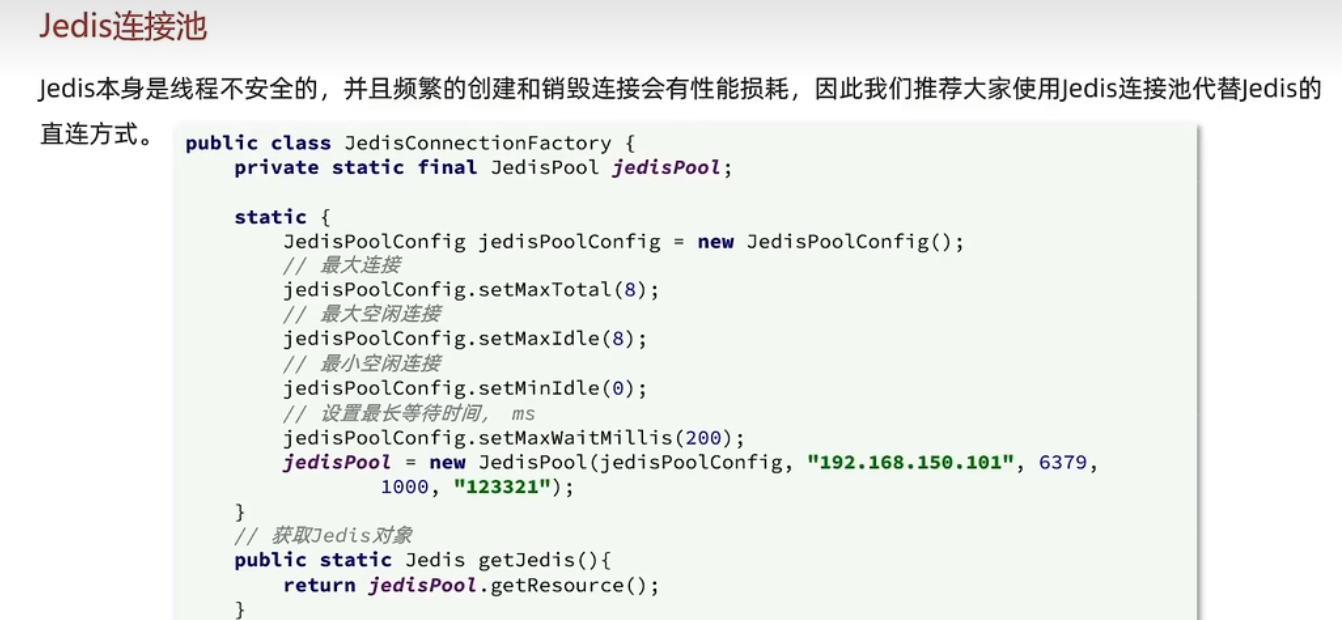 Jedis连接池
Jedis本身是线程不安全的，并且频繁的创建和销毁连接会有性能损耗，因此我们推荐大家使用Jedis连接池代替Jedis的
直连方式。
public class JedisConnectionFactory {
    private static final JedisPool jedisPool;
    static {
        JedisPoolConfig jedisPoolConfig = new JedisPoolConfig();
        // 最大连接
        jedisPoolConfig.setMaxTotal(8);
        // 最大空闲连接
        jedisPoolConfig.setMaxIdle(8);
        // 最小空闲连接
        jedisPoolConfig.setMinIdle(0);
        // 设置最长等待时间， ms
        jedisPoolConfig.setMaxWaitMillis(200);
        jedisPool = new JedisPool(jedisPoolConfig, "192.168.150.101", 6379,
                1000, "123321");
    }
    // 获取Jedis对象
    public static Jedis getJedis(){
        return jedisPool.getResource();
    }